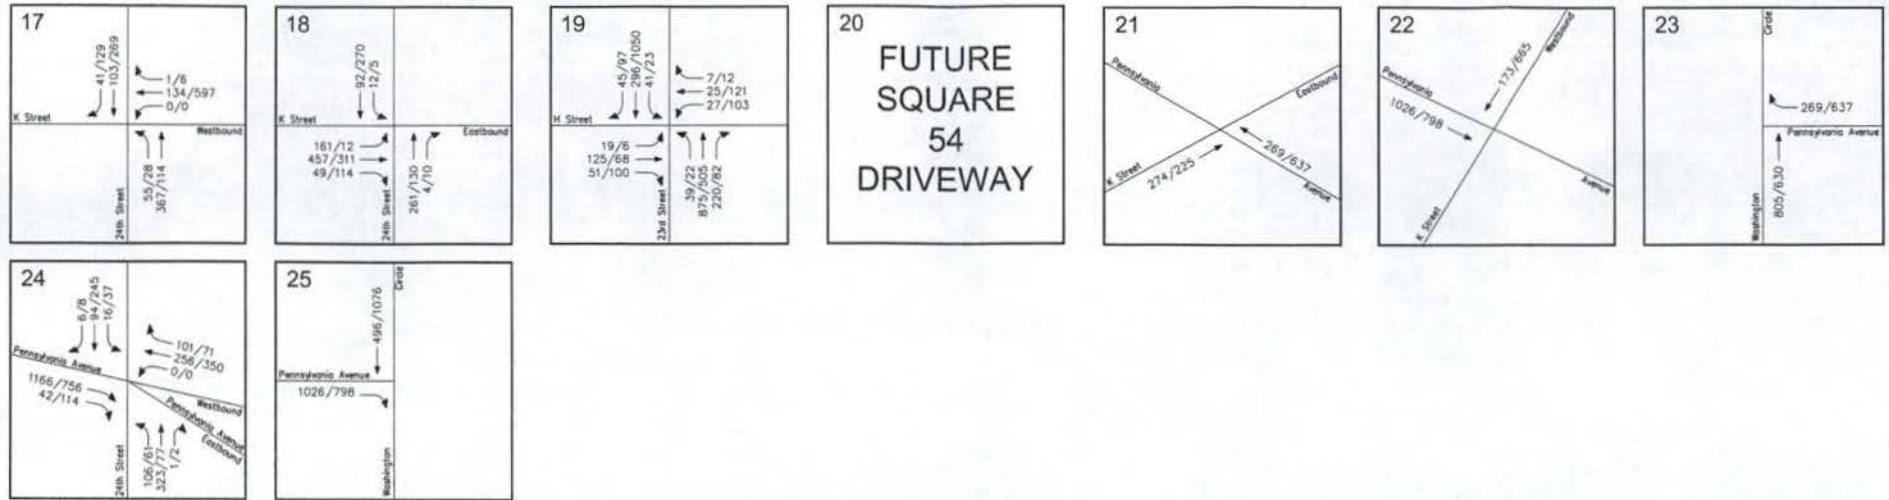 17
41/129
103/269
1/6
134/597
0/0
K Street
Westbound
24th Street
55/28
367/114
18
92/270
12/5
K Street
161/12
457/311
49/114
Eastbound
24th Street
261/130
4/10
19
45/97
296/1050
41/23
7/12
25/121
27/103
H Street
19/6
125/68
51/100
23rd Street
39/22
875/505
220/82
20
FUTURE
SQUARE
54
DRIVEWAY
21
Pennsylvania
Eastbound
K Street
274/225
269/637
Avenue
22
Westbound
173/665
Pennsylvania
1026/798
Avenue
K Street
23
Circle
269/637
Pennsylvania Avenue
Washington
805/630
24
6/8
94/245
16/37
101/71
256/350
0/0
Pennsylvania Avenue
1166/756
42/114
Westbound
Pennsylvania Avenue
Eastbound
24th Street
106/61
323/77
1/2
25
Circle
496/1076
Pennsylvania Avenue
1026/798
Washington